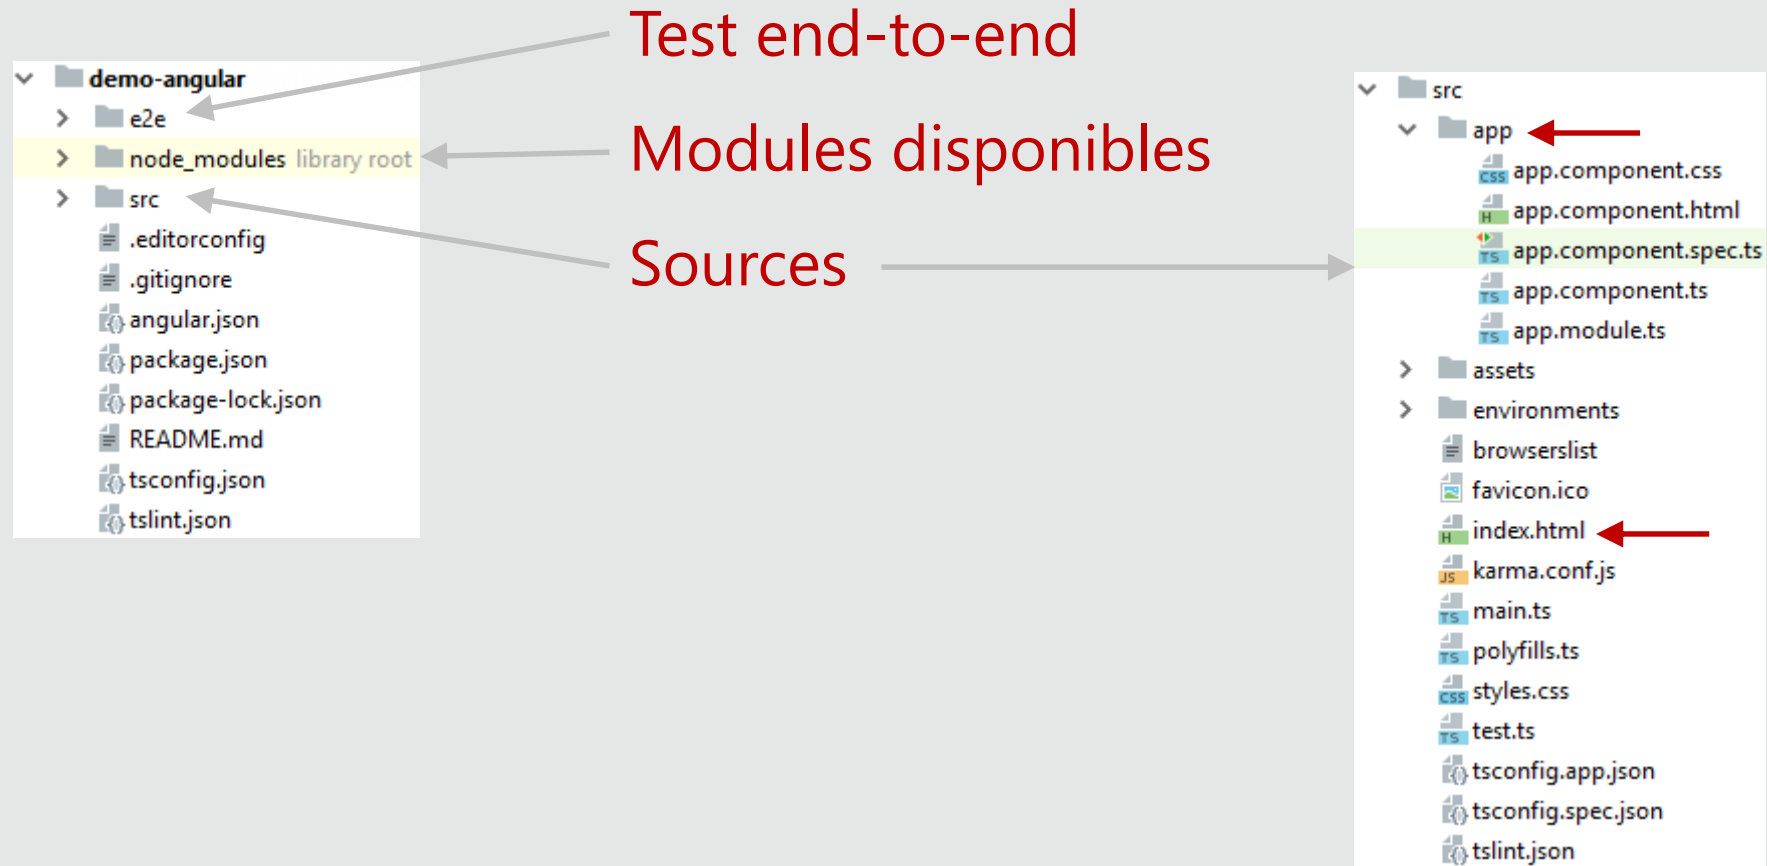 Test end-to-end
Modules disponibles
Sources
demo-angular
e2e
node_modules library root
src
.editorconfig
.gitignore
angular.json
package.json
package-lock.json
README.md
tsconfig.json
tslint.json
src
app
app.component.css
app.component.html
app.component.spec.ts
app.component.ts
app.module.ts
assets
environments
browserslist
favicon.ico
index.html
karma.conf.js
main.ts
polyfills.ts
styles.css
test.ts
tsconfig.app.json
tsconfig.spec.json
tslint.json